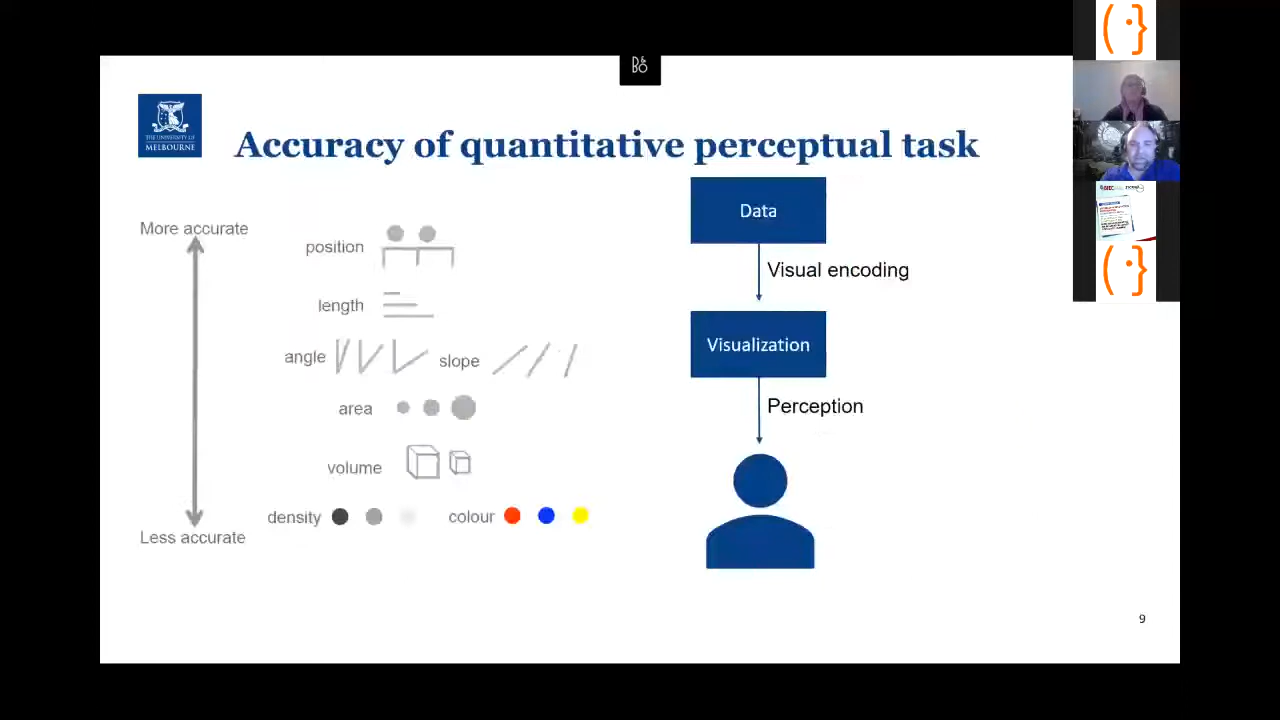 B&O
THE UNIVERSITY OF
MELBOURNE
Accuracy of quantitative perceptual task
More accurate
position
length
angle
slope
area
volume
density
colour
Less accurate
Data
Visual encoding
Visualization
Perception
9